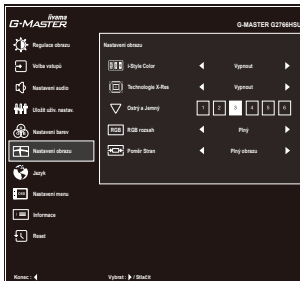 iiyama
G-MASTER
G-MASTER G2766HSU
Regulace obrazu
Volba vstupů
Nastavení audio
Uložit uživ. nastav.
Nastavení barev
Nastavení obrazu
Jazyk
OSD
Nastavení menu
Informace
Reset
Nastavení obrazu
i-Style Color
Vypnout
Technologie X-Res
Vypnout
Ostrý a Jemný
1 2 3 4 5 6
RGB
RGB rozsah
Plný
Poměr Stran
Plný obrazu
Konec :
Vybrat : / Stlačit